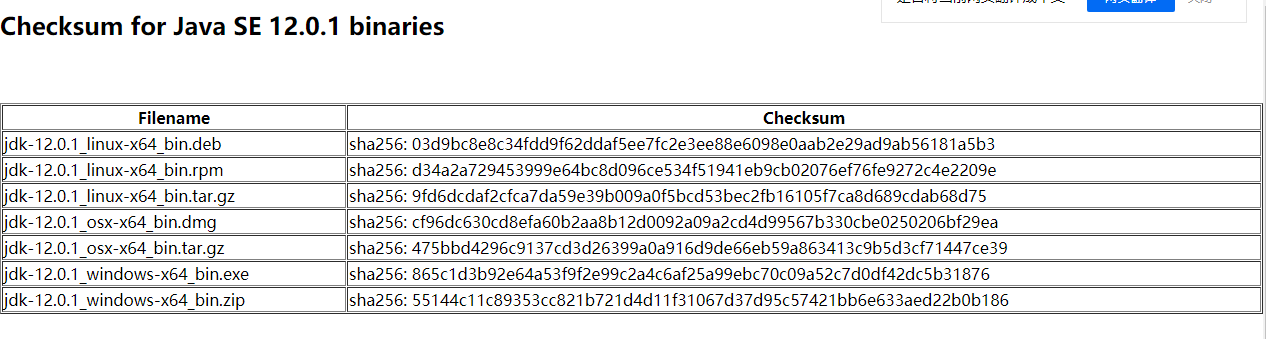 Checksum for Java SE 12.0.1 binaries
Filename Checksum
jdk-12.0.1_linux-x64_bin.deb sha256: 03d9bc8e8c34fdd9f62ddaf5ee7fc2e3ee88e6098e0aab2e29ad9ab56181a5b3
jdk-12.0.1_linux-x64_bin.rpm sha256: d34a2a729453999e64bc8d096ce534f51941eb9cb02076ef76fe9272c4e2209e
jdk-12.0.1_linux-x64_bin.tar.gz sha256: 9fd6dcdaf2cfca7da59e39b009a0f5bcd53bec2fb16105f7ca8d689cdab68d75
jdk-12.0.1_osx-x64_bin.dmg sha256: cf96dc630cd8efa60b2aa8b12d0092a09a2cd4d99567b330cbe0250206bf29ea
jdk-12.0.1_osx-x64_bin.tar.gz sha256: 475bbd4296c9137cd3d26399a0a916d9de66eb59a863413c9b5d3cf71447ce39
jdk-12.0.1_windows-x64_bin.exe sha256: 865c1d3b92e64a53f9f2e99c2a4c6af25a99ebc70c09a52c7d0df42dc5b31876
jdk-12.0.1_windows-x64_bin.zip sha256: 55144c11c89353cc821b721d4d11f31067d37d95c57421bb6e633aed22b0b186